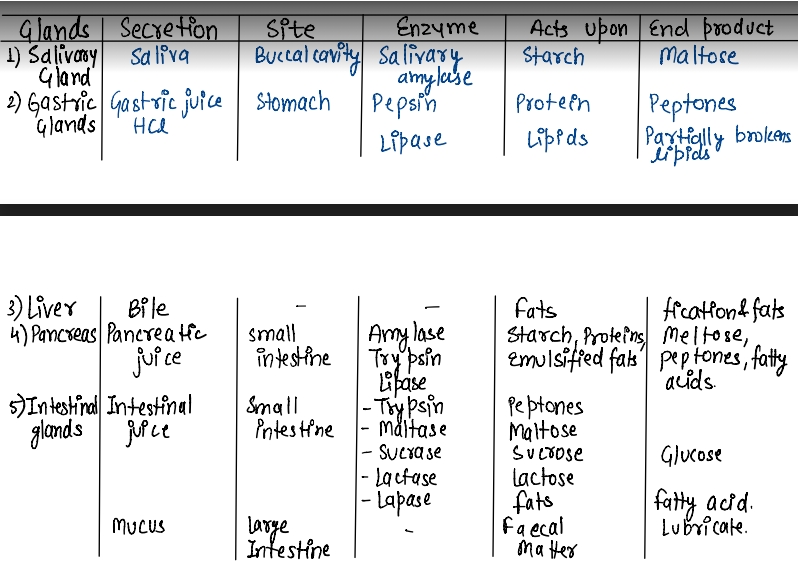 Glands Secretion Site Enzyme Acts upon End product
1) Salivary Saliva Buccal cavity Salivary Starch Maltose
Gland amylase
2) Gastric Gastric juice Stomach Pepsin Protein Peptones
Glands HCl
Lipase Lipids Partially brokens
lipids
3) Liver Bile - - Fats fication & fats
4) Pancreas Pancreatic small Amylase Starch, Proteins, Meltose,
juice intestine Trypsin Emulsified fats peptones, fatty
Lipase acids.
5) Intestinal Intestinal Small - Trypsin Peptones
glands juice intestine - Maltase Maltose
- Sucrase Sucrose Glucose
- Lactase lactose
- Lapase fats fatty acid.
Mucus large - Faecal Lubricate.
Intestine Matter